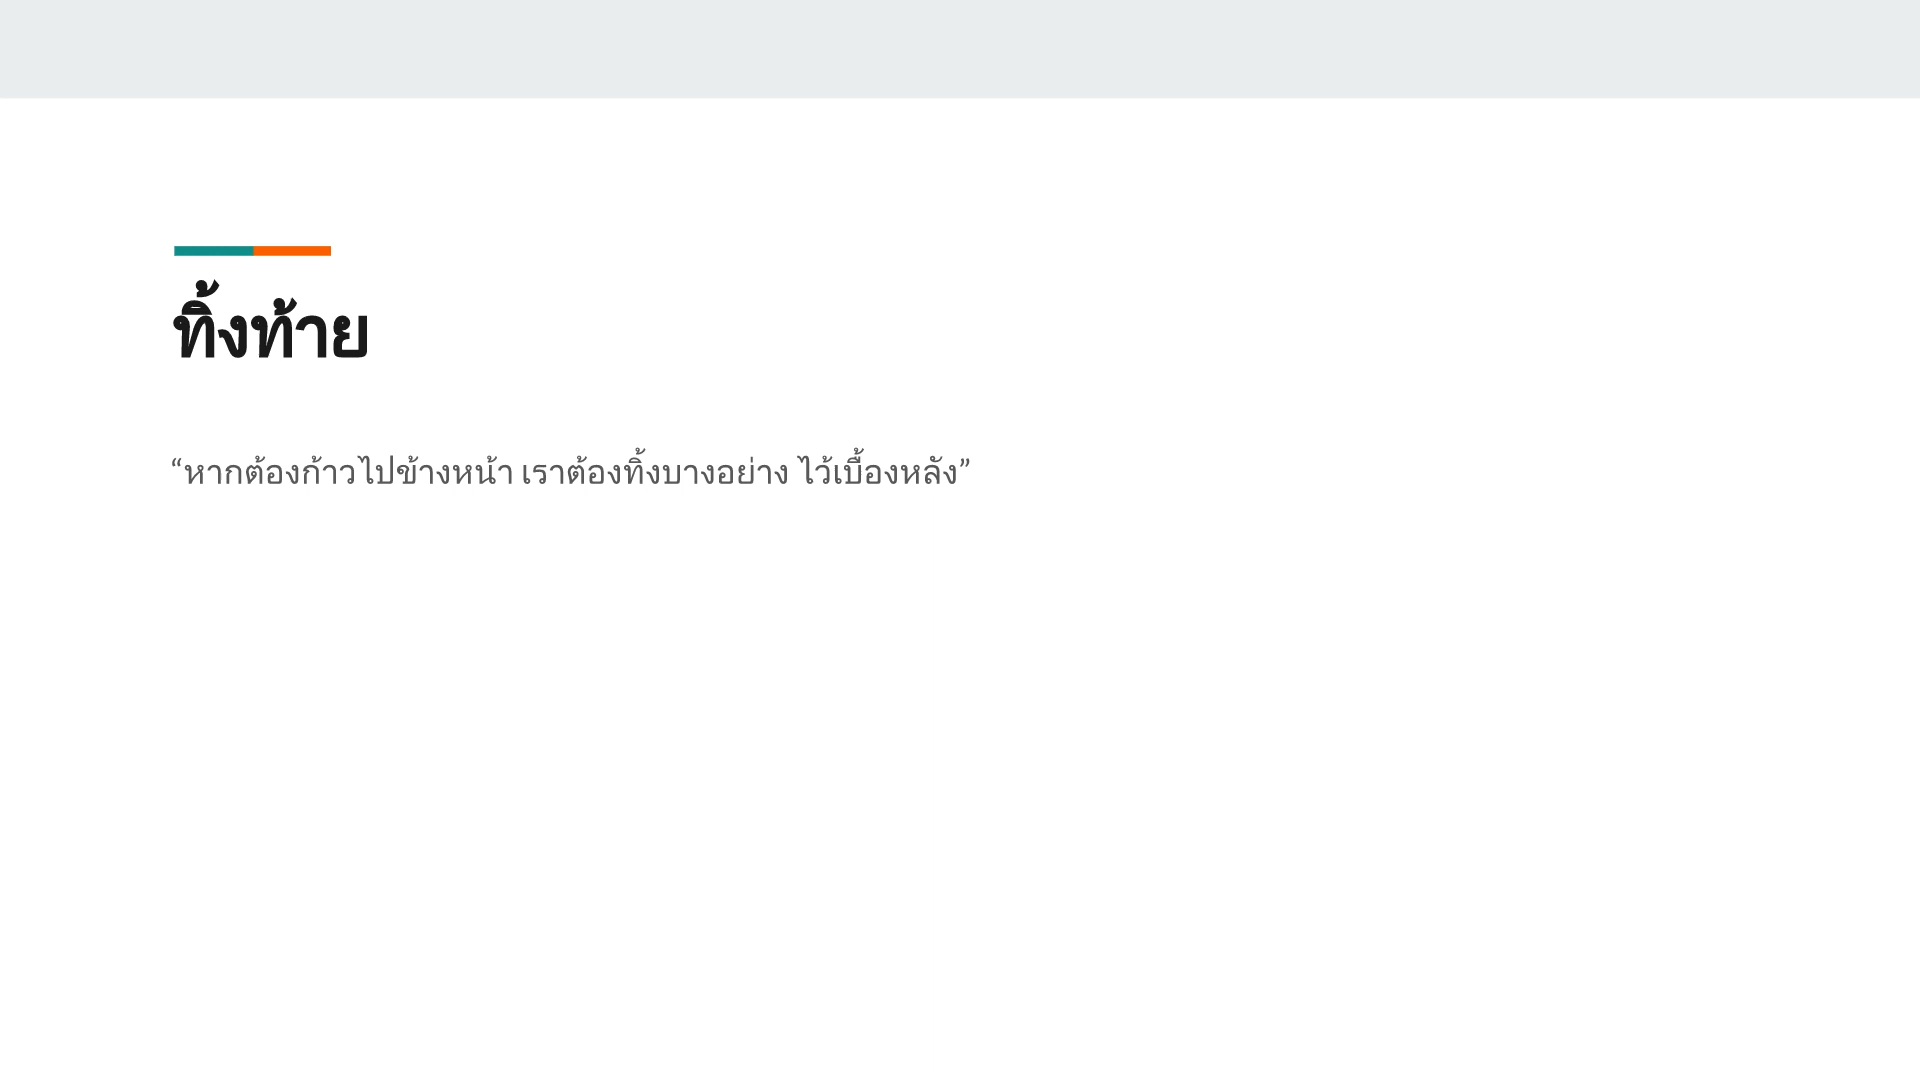 ทิ้งท้าย
“หากต้องก้าวไปข้างหน้า เราต้องทิ้งบางอย่าง ไว้เบื้องหลัง”